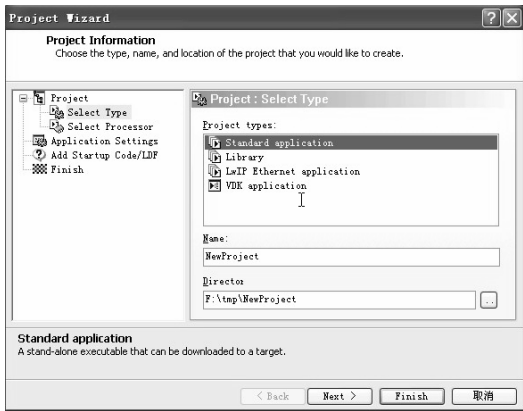 Project Wizard
Project Information
Choose the type, name, and location of the project that you would like to create.
Project
Select Type
Select Processor
Application Settings
Add Startup Code/LDF
Finish
Project : Select Type
Project types:
Standard application
Library
LwIP Ethernet application
VDK application
Name:
NewProject
Director
F:\tmp\NewProject
..
Standard application
A stand-alone executable that can be downloaded to a target.
< Back Next > Finish 取消